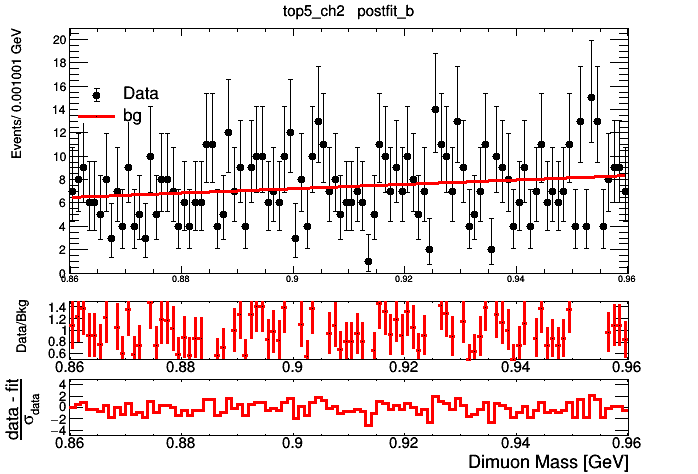 top5_ch2 postfit_b
Events/ 0.001001 GeV
20
18
16
14
12
10
8
6
4
2
0
Data
bg
0.86 0.88 0.9 0.92 0.94 0.96
Data/Bkg
1.4
1.2
1
0.8
0.6
0.86 0.88 0.9 0.92 0.94 0.96
data - fit
σdata
4
2
0
−2
−4
0.86 0.88 0.9 0.92 0.94 0.96
Dimuon Mass [GeV]